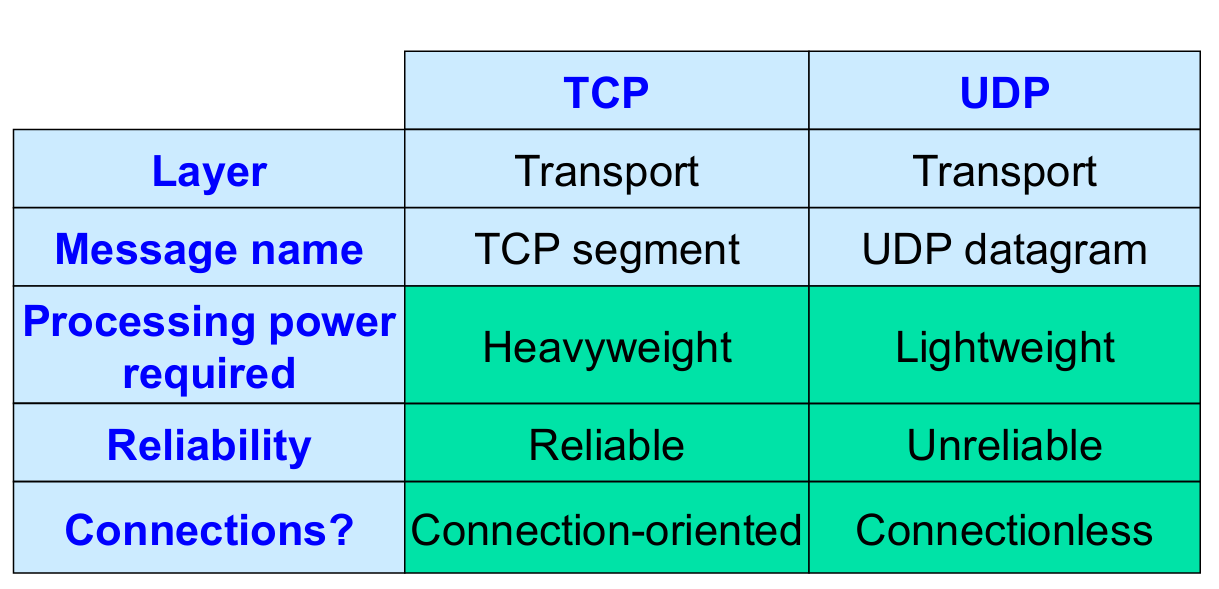 TCP UDP
Layer Transport Transport
Message name TCP segment UDP datagram
Processing power
required Heavyweight Lightweight
Reliability Reliable Unreliable
Connections? Connection-oriented Connectionless